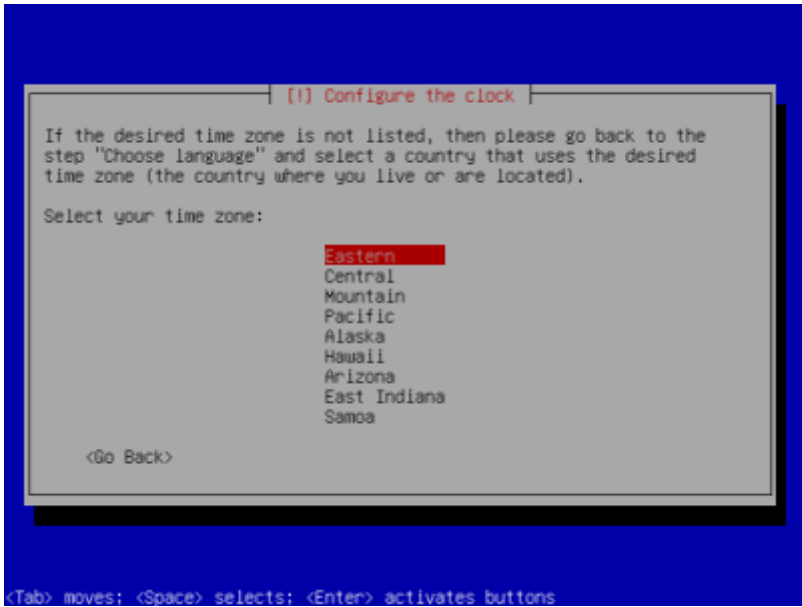 [!] Configure the clock
If the desired time zone is not listed, then please go back to the
step "Choose language" and select a country that uses the desired
time zone (the country where you live or are located).
Select your time zone:
Eastern
Central
Mountain
Pacific
Alaska
Hawaii
Arizona
East Indiana
Samoa
<Go Back>
<Tab> moves; <Space> selects; <Enter> activates buttons